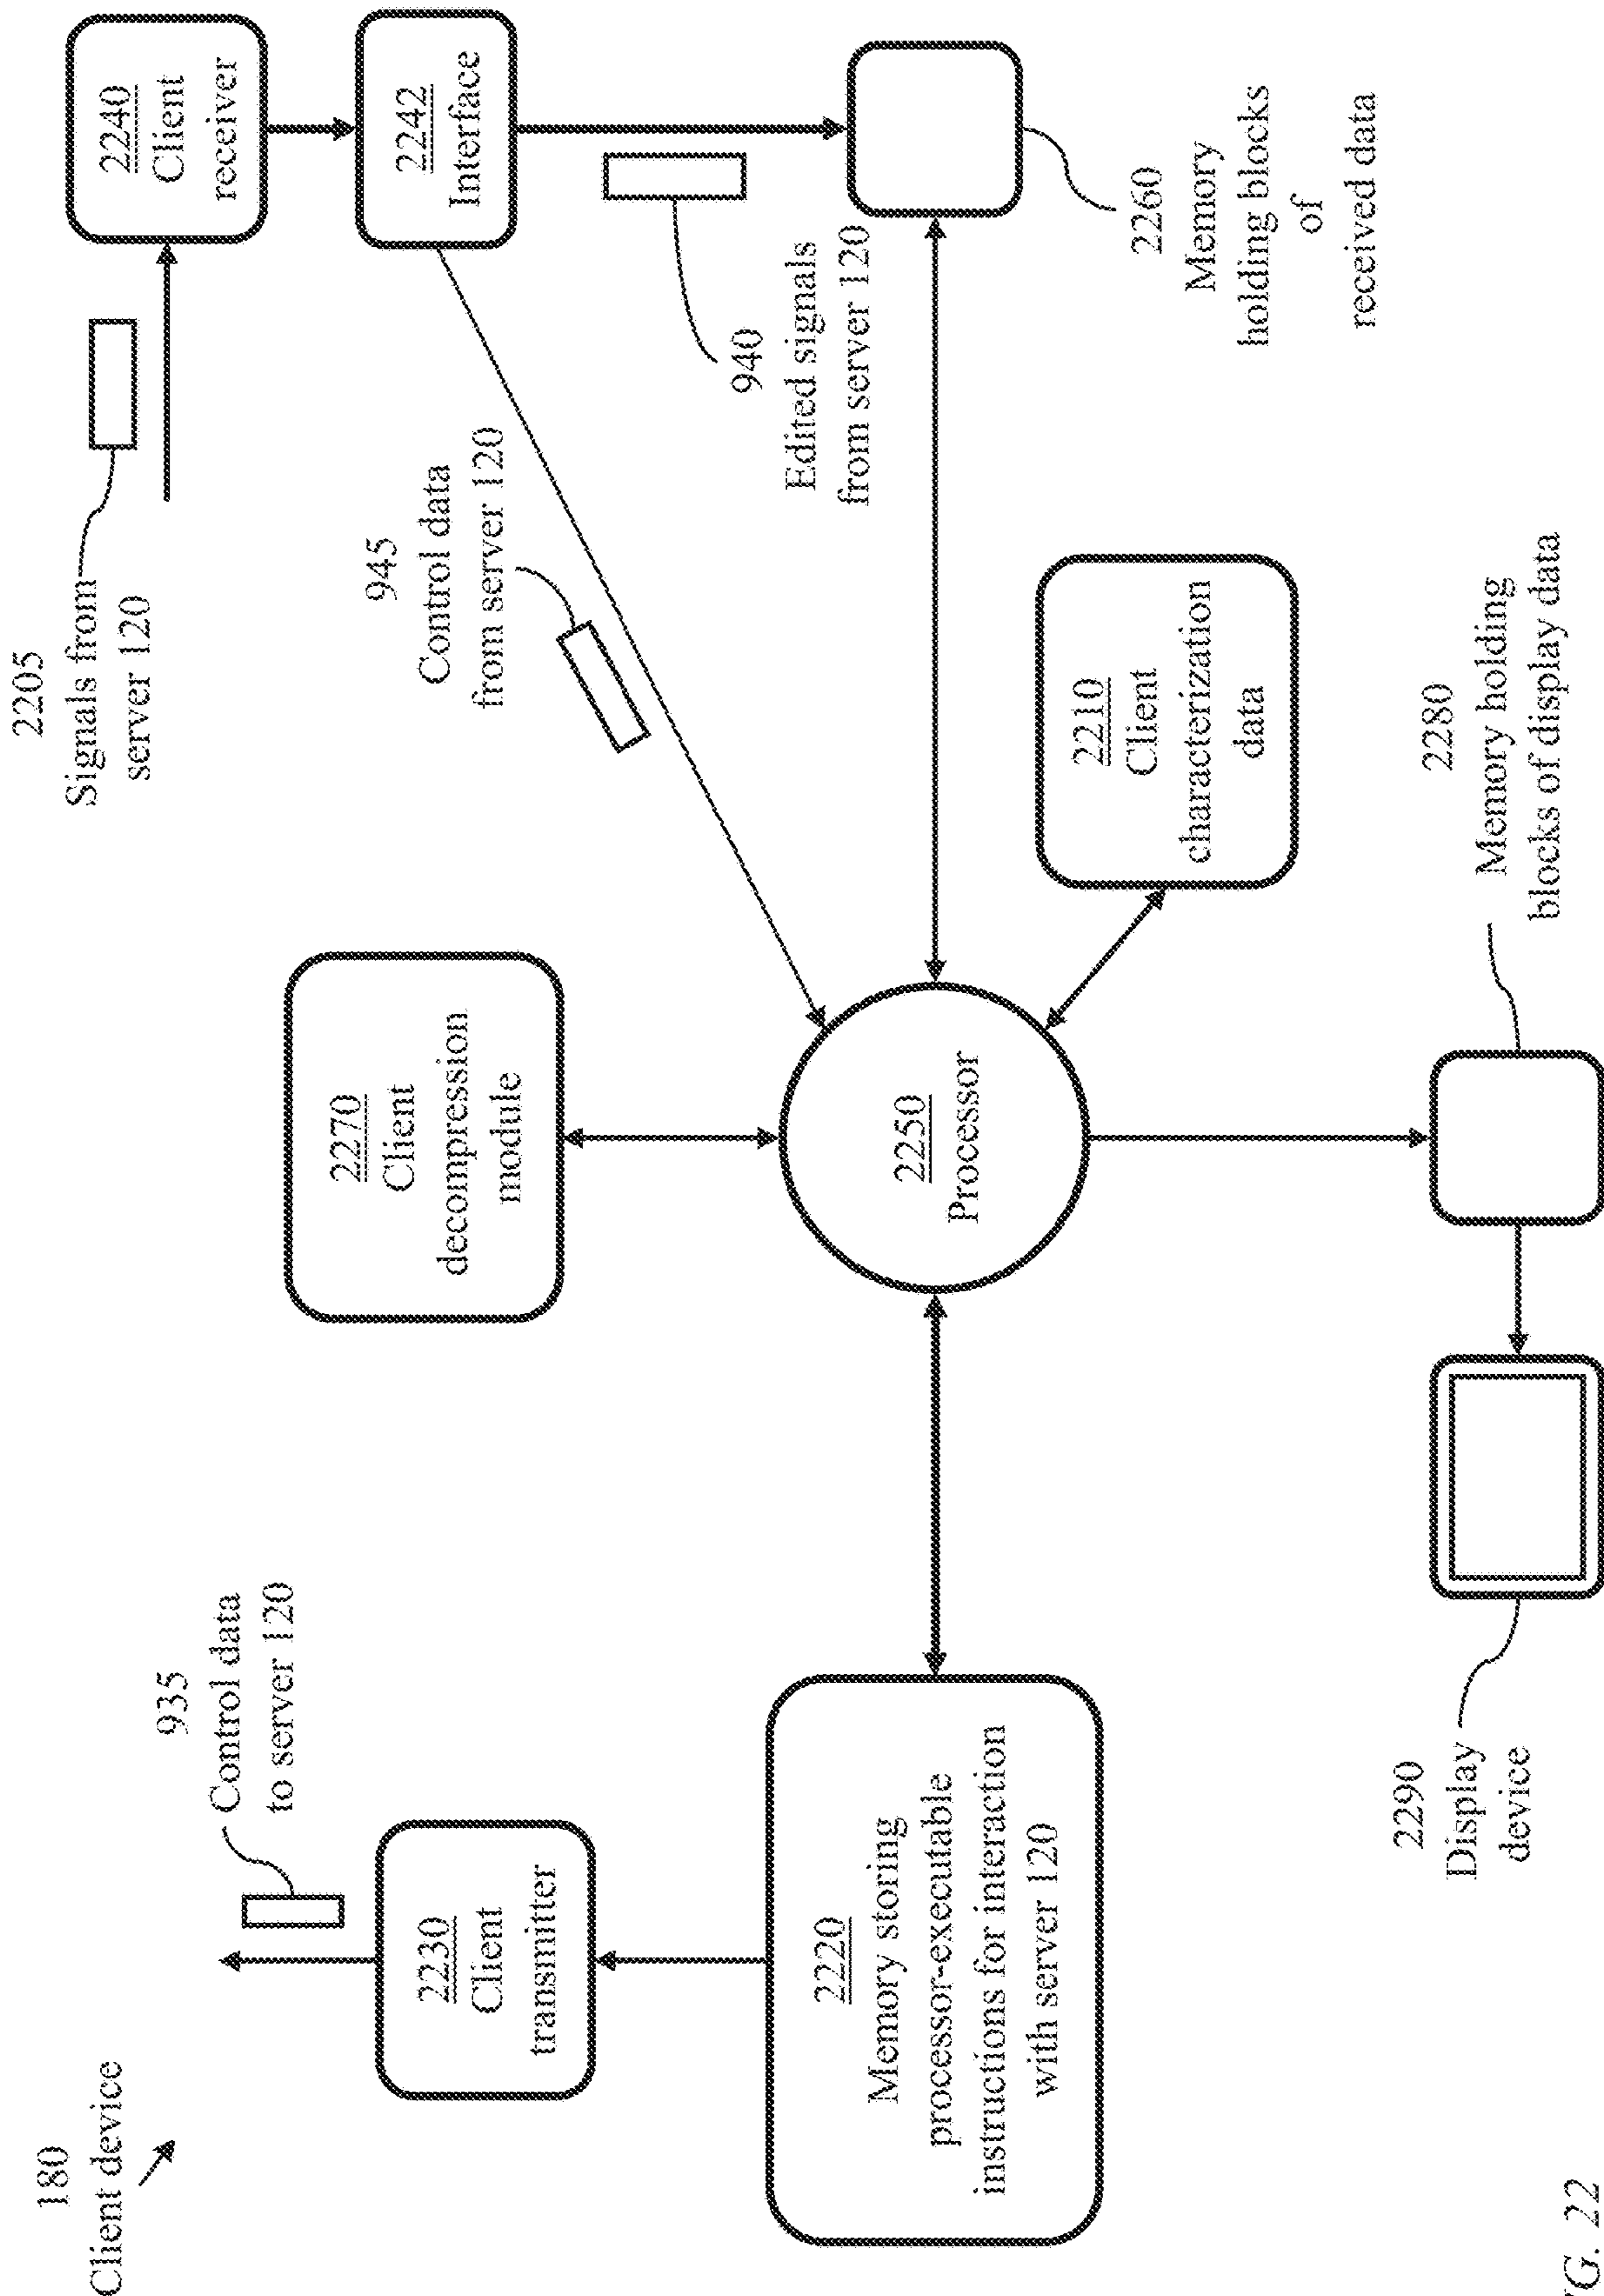 180
Client device
935
Control data
to server 120
2230
Client
transmitter
2220
Memory storing
processor-executable
instructions for interaction
with server 120
2270
Client
decompression
module
2250
Processor
2205
Signals from
server 120
2240
Client
receiver
2242
Interface
945
Control data
from server 120
940
Edited signals
from server 120
2260
Memory
holding blocks
of
received data
2210
Client
characterization
data
2280
Memory holding
blocks of display data
2290
Display
device
G. 22